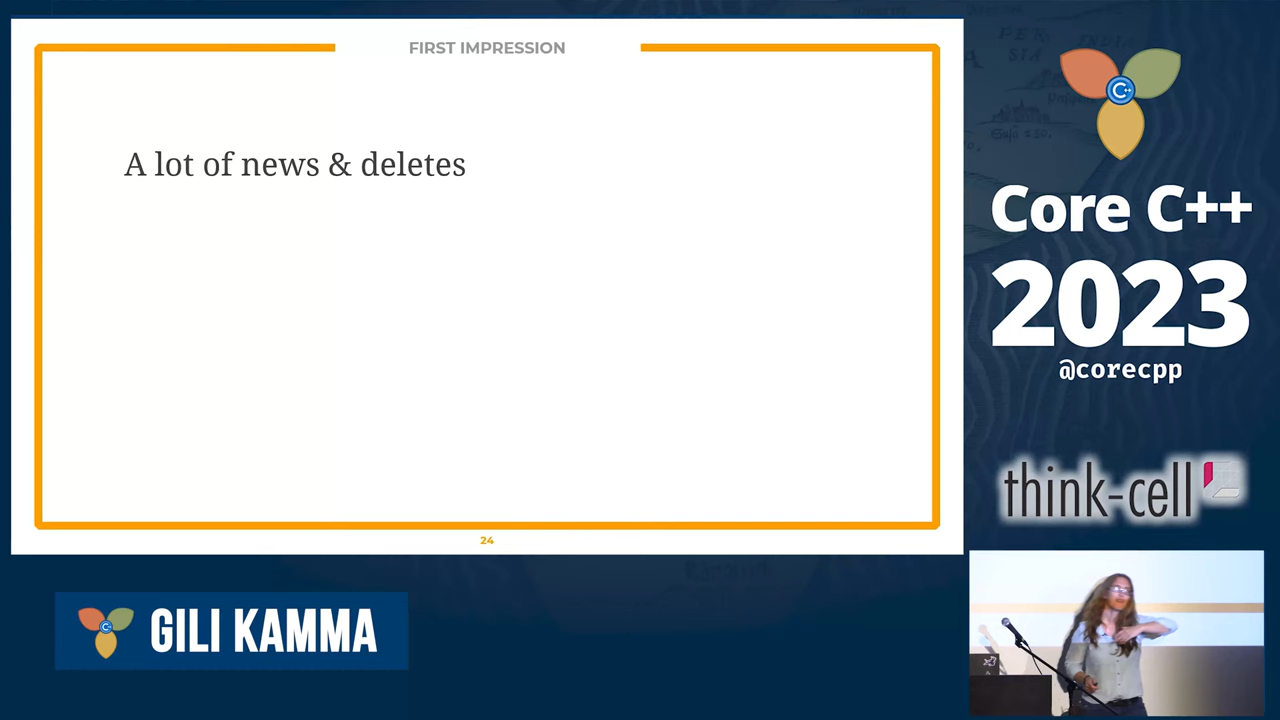 FIRST IMPRESSION
A lot of news & deletes
24
Core C++
2023
@corecpp
think-cell
GILI KAMMA